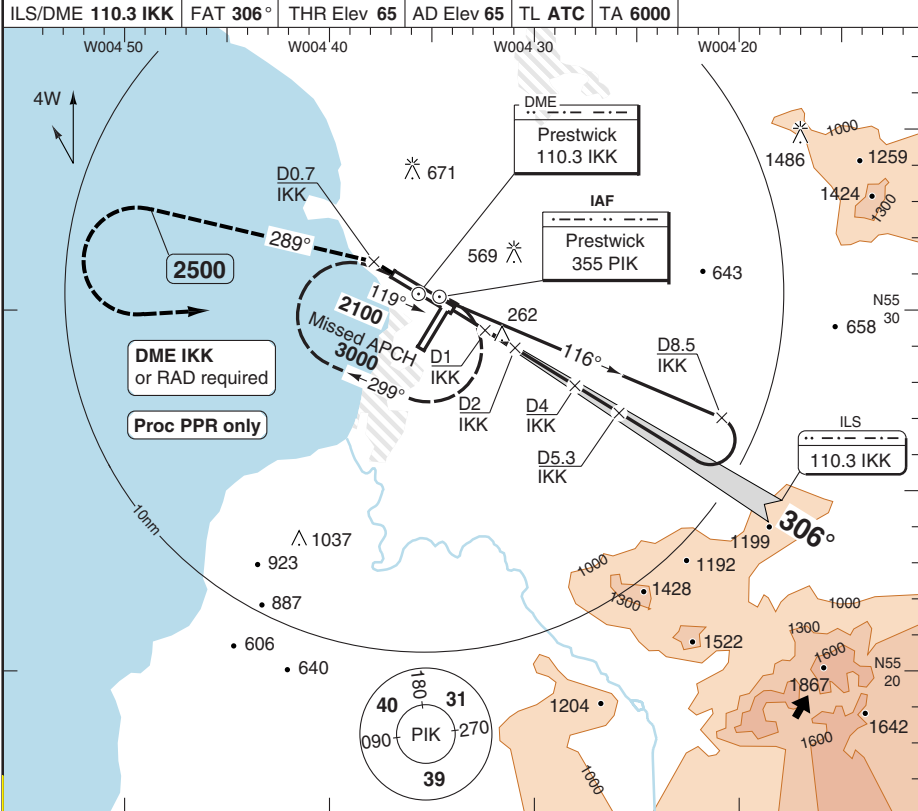 ILS/DME 110.3 IKK FAT 306° THR Elev 65 AD Elev 65 TL ATC TA 6000
W004 50
W004 40
W004 30
W004 20
4W
DME
Prestwick
110.3 IKK
1000
1486
1259
1424
1300
671
D0.7
IKK
IAF
Prestwick
355 PIK
289°
2500
569
643
N55
30
658
119°
2100
Missed APCH
3000
299°
262
D1
IKK
116°
D8.5
IKK
DME IKK
or RAD required
Proc PPR only
D2
IKK
D4
IKK
D5.3
IKK
ILS
110.3 IKK
306°
10nm
1037
923
887
606
640
1199
1192
1000
1428
1300
1522
1000
1300
1600
N55
20
1867
1642
1600
1204
1000
180
40
31
090
PIK
270
39